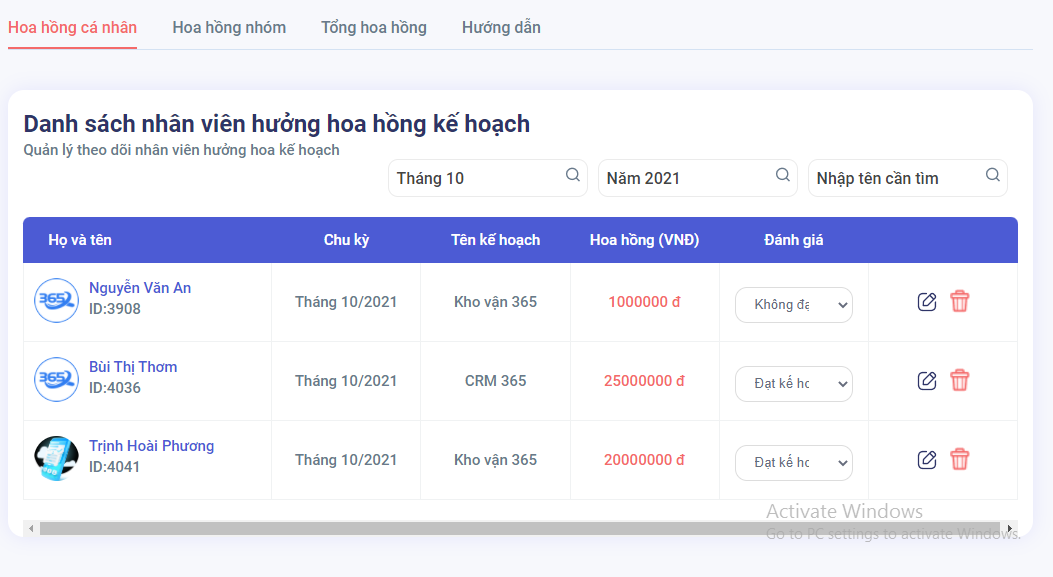 Hoa hồng cá nhân Hoa hồng nhóm Tổng hoa hồng Hướng dẫn
Danh sách nhân viên hưởng hoa hồng kế hoạch
Quản lý theo dõi nhân viên hưởng hoa kế hoạch
Tháng 10 Năm 2021 Nhập tên cần tìm
Họ và tên Chu kỳ Tên kế hoạch Hoa hồng (VNĐ) Đánh giá
365
Nguyễn Văn An
ID:3908
Tháng 10/2021 Kho vận 365 1000000 đ Không đạ
365
Bùi Thị Thơm
ID:4036
Tháng 10/2021 CRM 365 25000000 đ Đạt kế hc
Trịnh Hoài Phương
ID:4041
Tháng 10/2021 Kho vận 365 20000000 đ Đạt kế hc
Activate Windows
Go to PC settings to activate Windows.